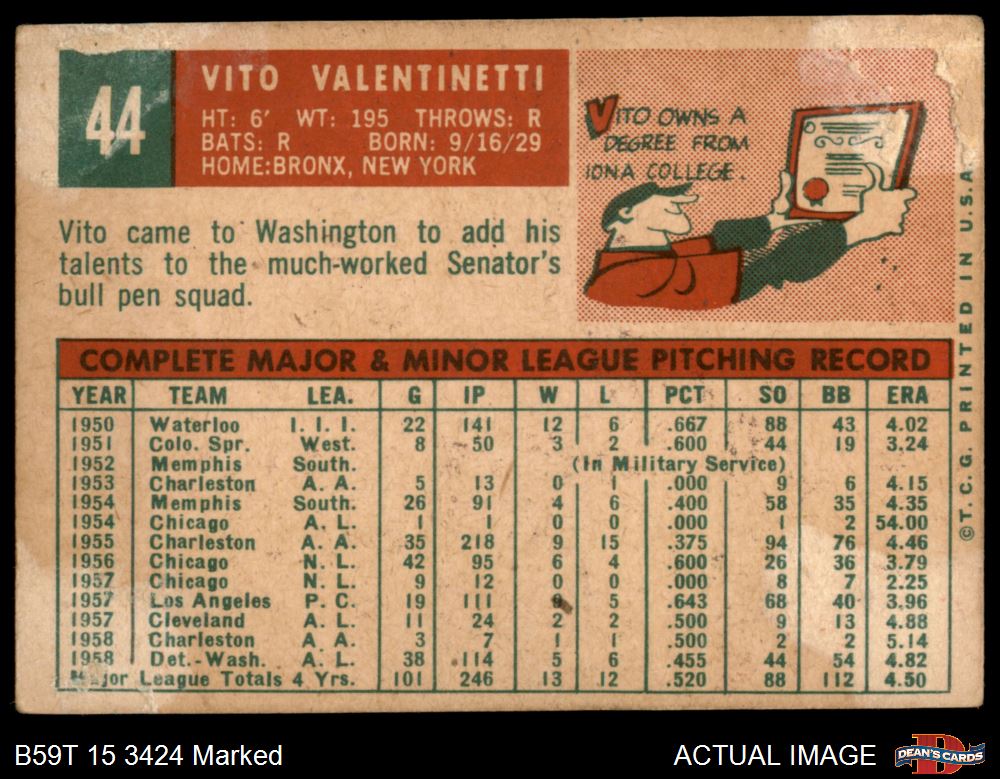 44
VITO VALENTINETTI
HT: 6' WT: 195 THROWS: R
BATS: R BORN: 9/16/29
HOME:BRONX, NEW YORK
VITO OWNS A
DEGREE FROM
IONA COLLEGE.
Vito came to Washington to add his
talents to the much-worked Senator's
bull pen squad.
COMPLETE MAJOR & MINOR LEAGUE PITCHING RECORD
YEAR TEAM LEA. G IP W L PCT SO BB ERA
1950 Waterloo I. I. I. 22 141 12 6 .667 88 43 4.02
1951 Colo. Spr. West. 8 50 3 2 .600 44 19 3.24
1952 Memphis South. (In Military Service)
1953 Charleston A. A. 5 13 0 1 .000 9 6 4.15
1954 Memphis South. 26 91 4 6 .400 58 35 4.35
1954 Chicago A. L. 1 1 0 0 .000 1 2 54.00
1955 Charleston A. A. 35 218 9 15 .375 94 76 4.46
1956 Chicago N. L. 42 95 6 4 .600 26 36 3.79
1957 Chicago N. L. 9 12 0 0 .000 8 7 2.25
1957 Los Angeles P. C. 19 111 9 5 .643 68 40 3.96
1957 Cleveland A. L. 11 24 2 2 .500 9 13 4.88
1958 Charleston A. A. 3 7 1 1 .500 2 2 5.14
1958 Det.-Wash. A. L. 38 114 5 6 .455 44 54 4.82
Major League Totals 4 Yrs. 101 246 13 12 .520 88 112 4.50
©T.C.G. PRINTED IN U.S.A.
B59T 15 3424 Marked
ACTUAL IMAGE
DEAN'S CARDS